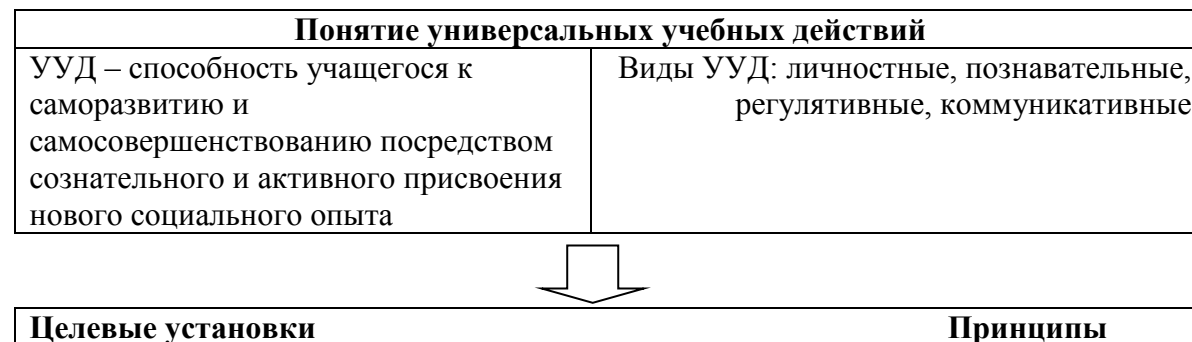 Понятие универсальных учебных действий
УУД – способность учащегося к
саморазвитию и
самосовершенствованию посредством
сознательного и активного присвоения
нового социального опыта
Виды УУД: личностные, познавательные,
регулятивные, коммуникативные
Целевые установки Принципы